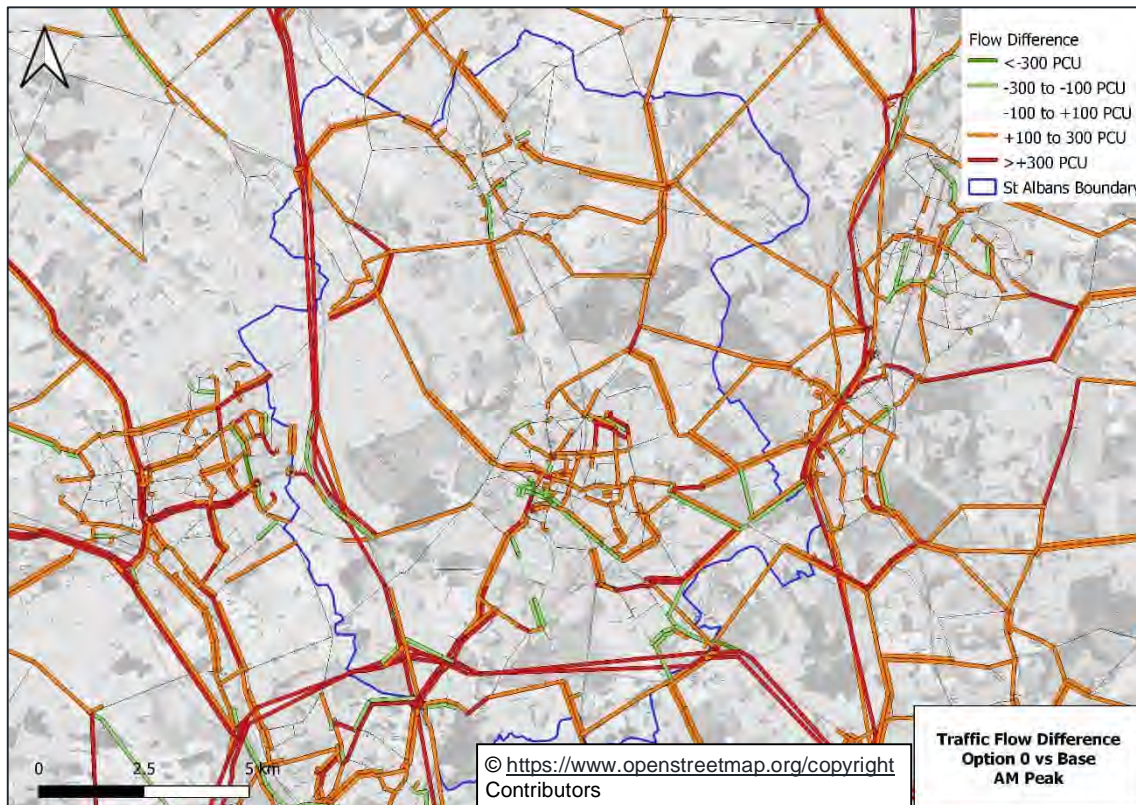 Flow Difference
<-300 PCU
-300 to -100 PCU
-100 to +100 PCU
+100 to 300 PCU
>+300 PCU
St Albans Boundary
0 2.5 5 km
© https://www.openstreetmap.org/copyright
Contributors
Traffic Flow Difference
Option 0 vs Base
AM Peak